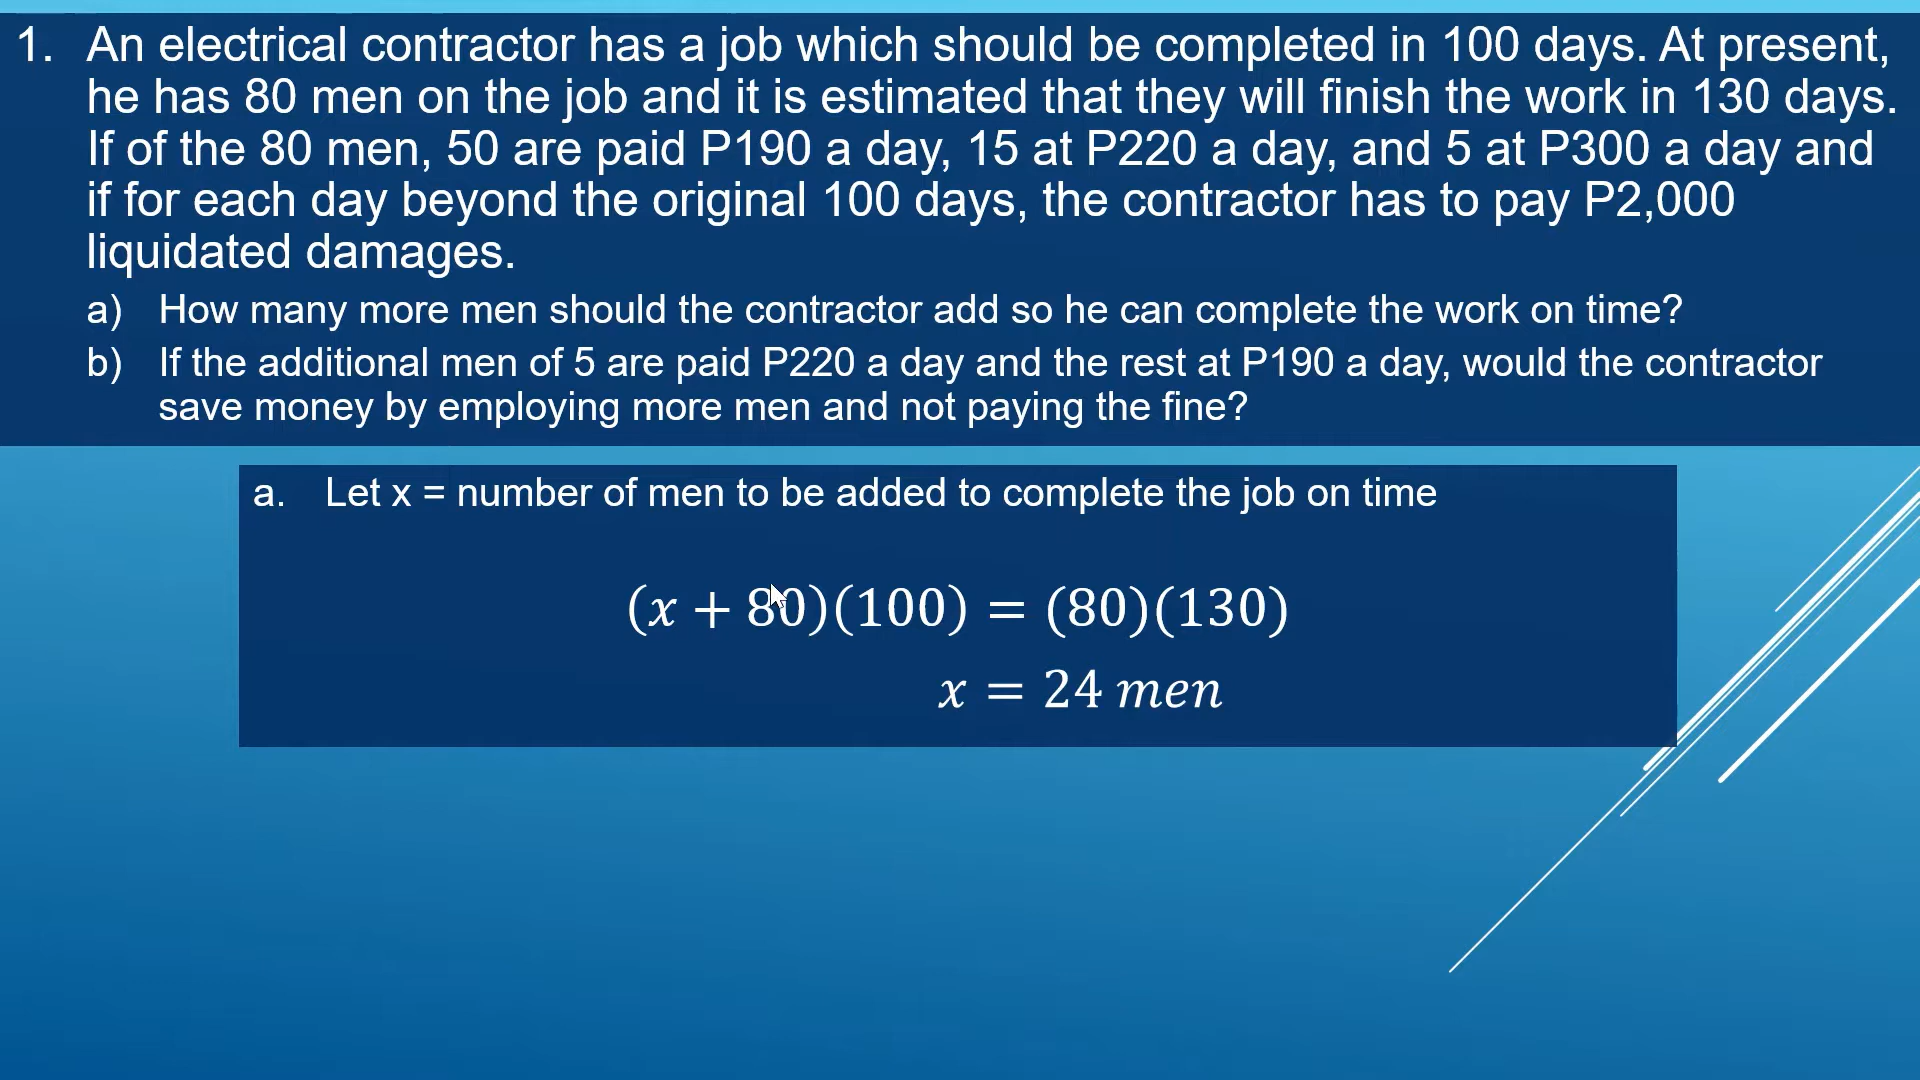 1. An electrical contractor has a job which should be completed in 100 days. At present,
he has 80 men on the job and it is estimated that they will finish the work in 130 days.
If of the 80 men, 50 are paid P190 a day, 15 at P220 a day, and 5 at P300 a day and
if for each day beyond the original 100 days, the contractor has to pay P2,000
liquidated damages.
a) How many more men should the contractor add so he can complete the work on time?
b) If the additional men of 5 are paid P220 a day and the rest at P190 a day, would the contractor
save money by employing more men and not paying the fine?
a. Let x = number of men to be added to complete the job on time
(x + 80)(100) = (80)(130)
x = 24 men